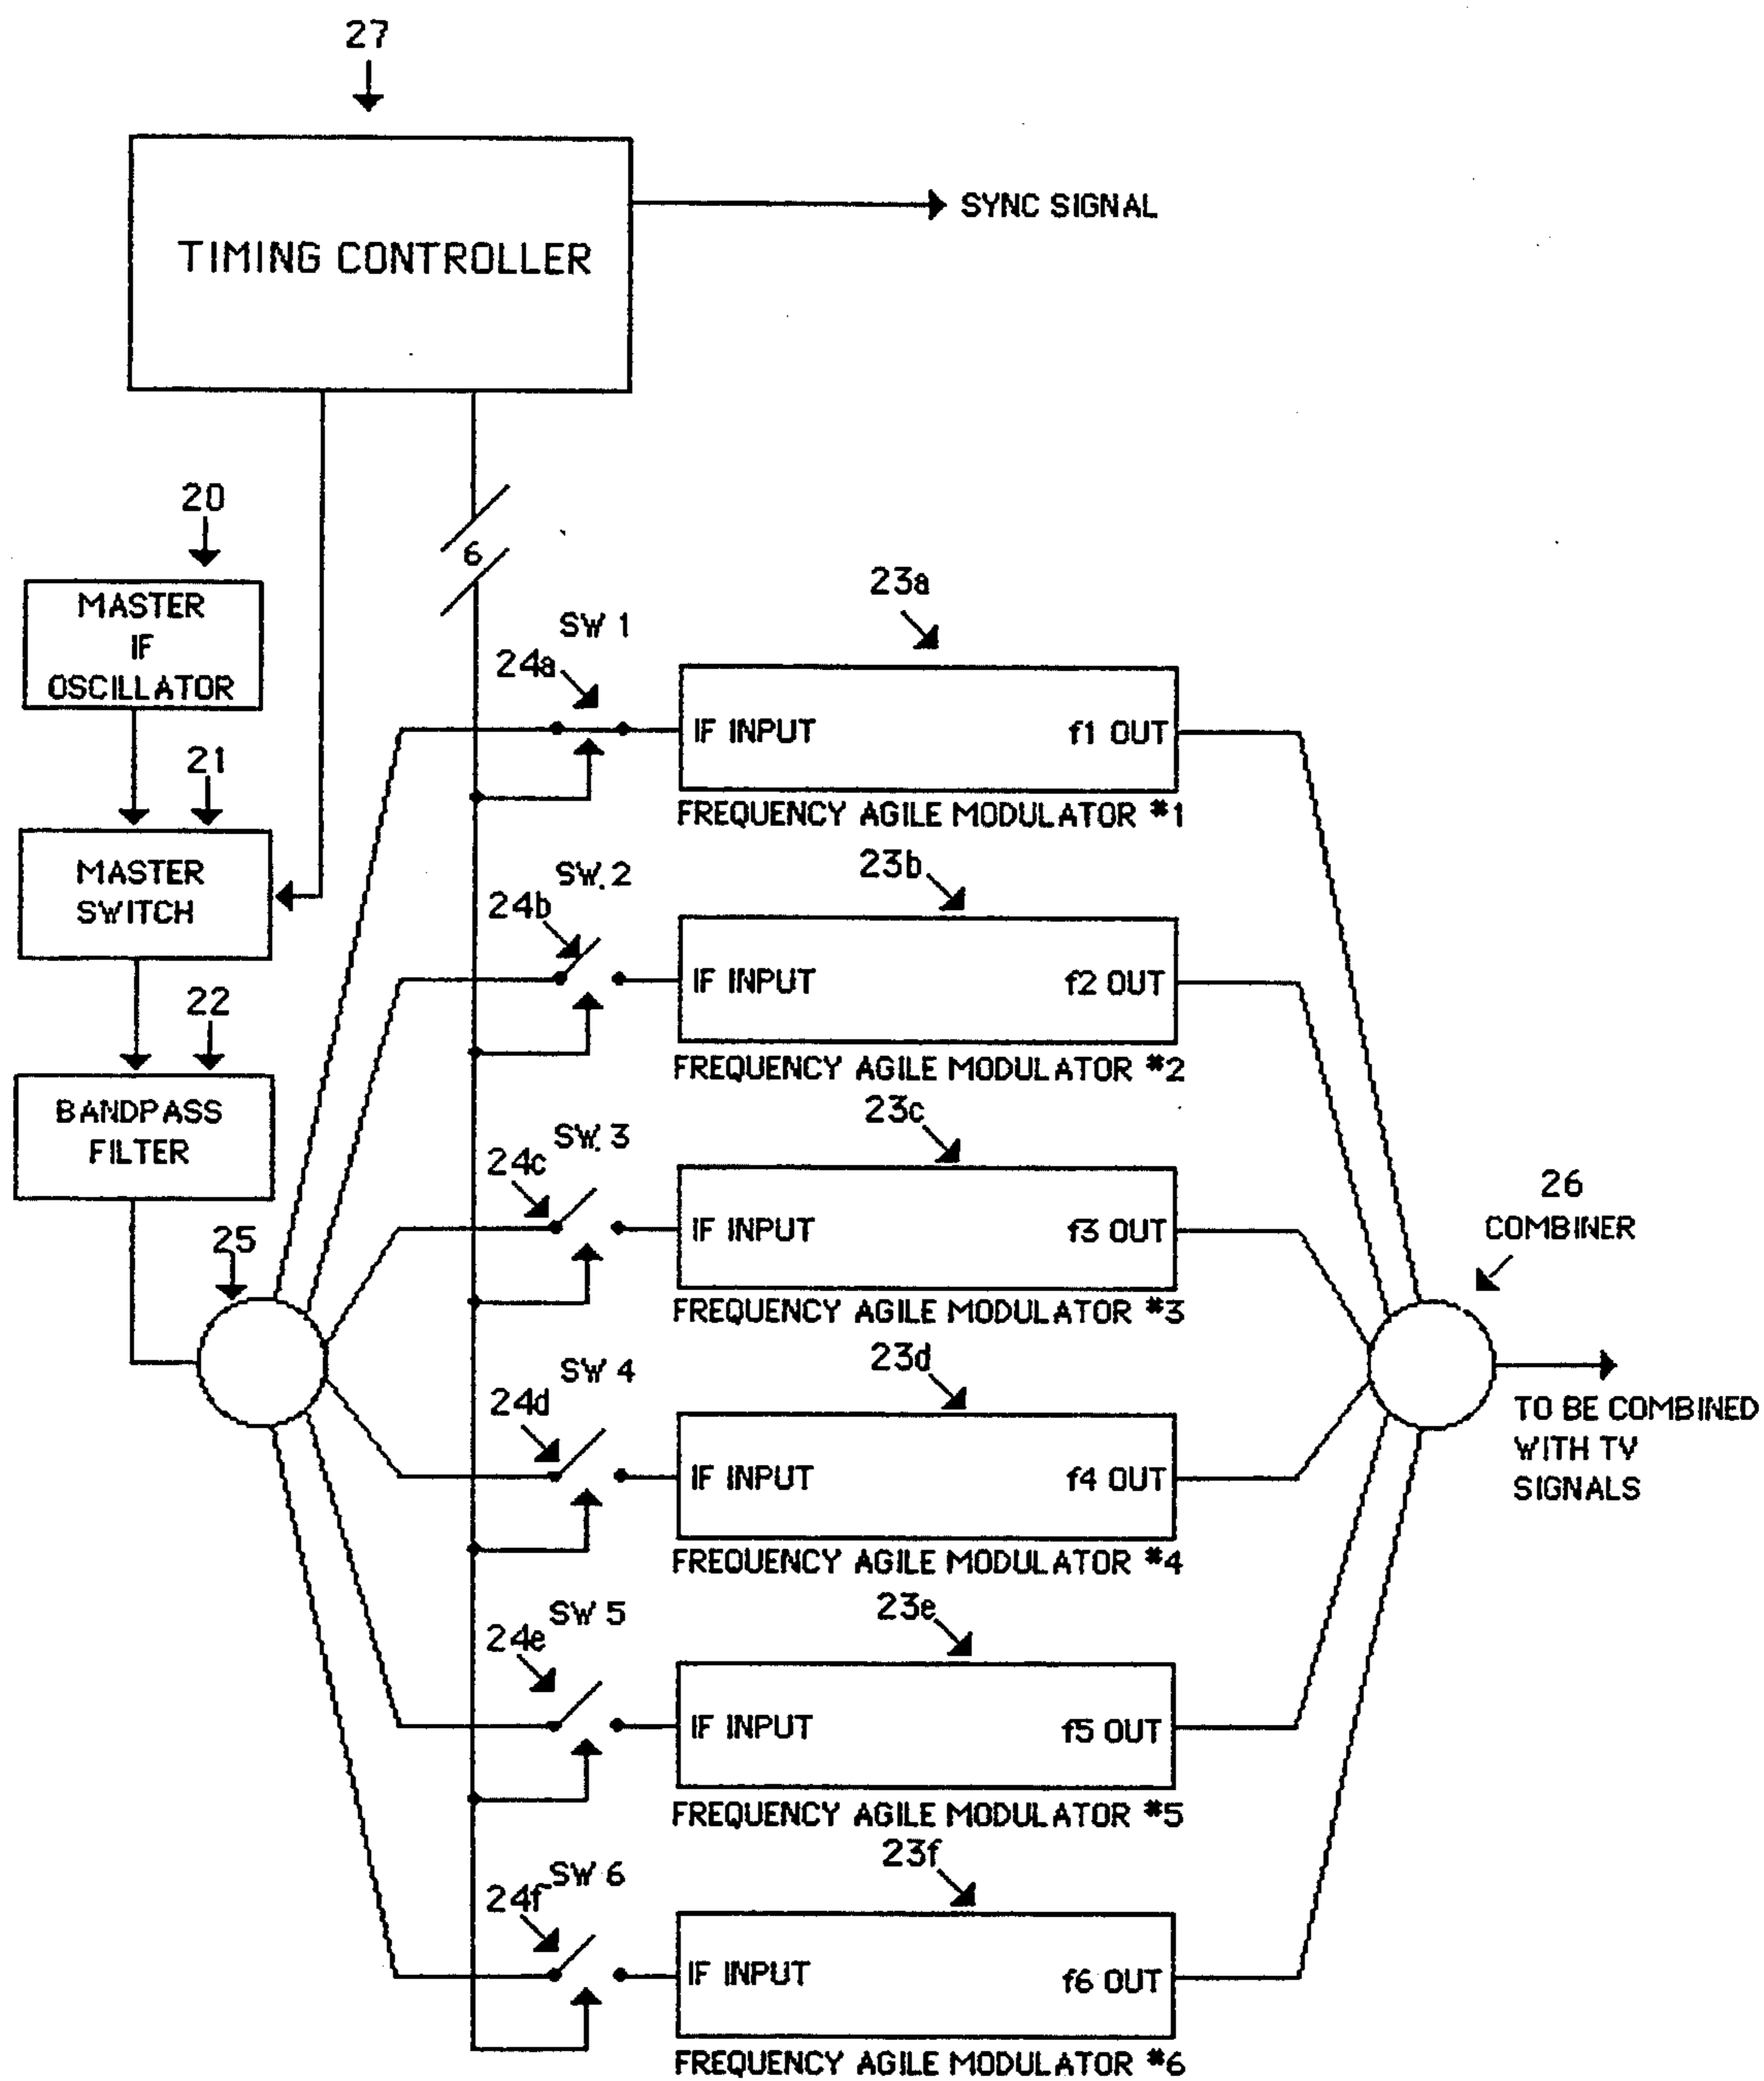 27
TIMING CONTROLLER
SYNC SIGNAL
6
20
MASTER
IF
OSCILLATOR
21
MASTER
SWITCH
22
BANDPASS
FILTER
25
SW 1
24a
23a
IF INPUT f1 OUT
FREQUENCY AGILE MODULATOR #1
SW. 2
24b
23b
IF INPUT f2 OUT
FREQUENCY AGILE MODULATOR #2
SW. 3
24c
23c
IF INPUT f3 OUT
FREQUENCY AGILE MODULATOR #3
SW 4
24d
23d
IF INPUT f4 OUT
FREQUENCY AGILE MODULATOR #4
SW 5
24e
23e
IF INPUT f5 OUT
FREQUENCY AGILE MODULATOR #5
SW 6
24f
23f
IF INPUT f6 OUT
FREQUENCY AGILE MODULATOR #6
26
COMBINER
TO BE COMBINED
WITH TV
SIGNALS